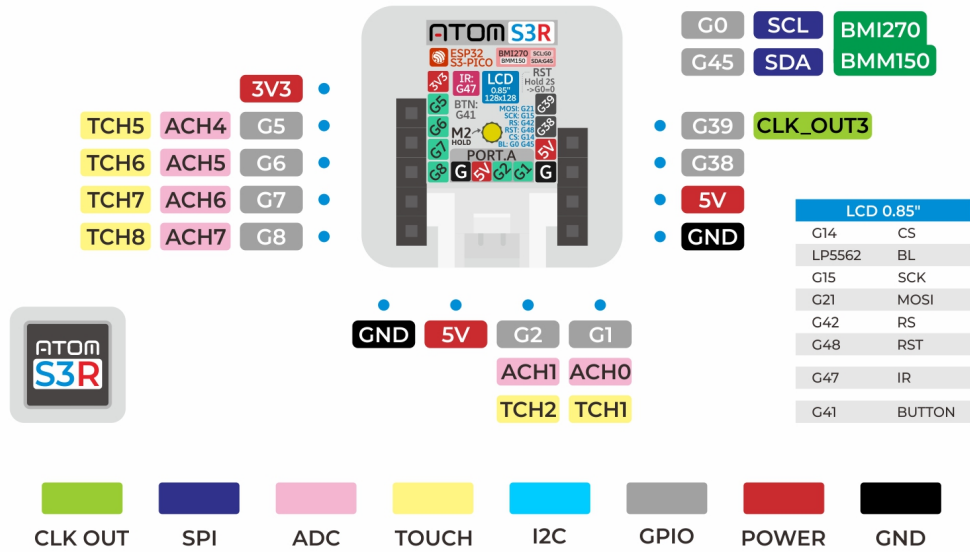 ATOM S3R
ESP32
S3-PICO
BMI270
BMM150
SCL:G0
SDA:G45
3V3
IR:
G47
LCD
0.85"
128x128
RST
Hold 2S
->G0=0
G5
G6
G7
G8
BTN:
G41
MOSI: G21
SCK: G15
RS: G42
RST: G48
CS: G14
BL: G0 G45
M2
HOLD
G39
G38
5V
PORT.A
G
5V
G2
G1
G
G0 SCL BMI270
G45 SDA BMM150
3V3
TCH5 ACH4 G5
TCH6 ACH5 G6
TCH7 ACH6 G7
TCH8 ACH7 G8
G39 CLK_OUT3
G38
5V
GND
LCD 0.85"
G14 CS
LP5562 BL
G15 SCK
G21 MOSI
G42 RS
G48 RST
G47 IR
G41 BUTTON
GND 5V G2 G1
ACH1 ACH0
TCH2 TCH1
ATOM
S3R
CLK OUT SPI ADC TOUCH I2C GPIO POWER GND